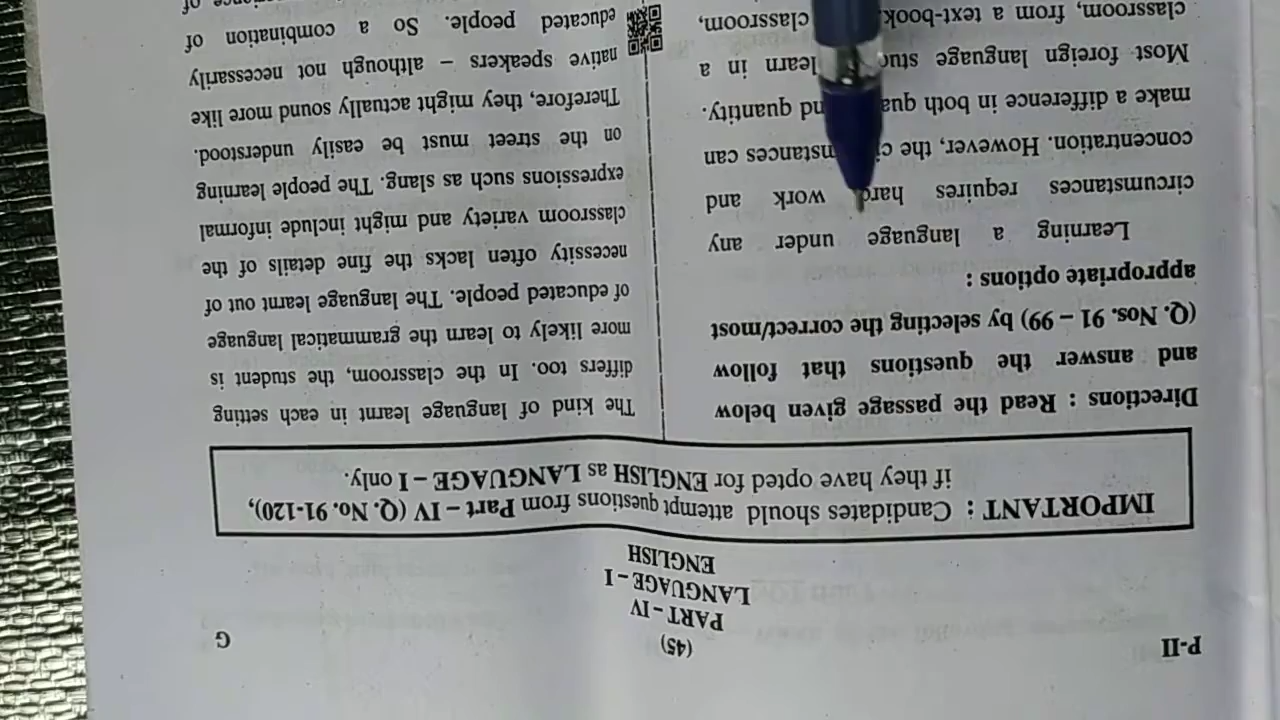 P-II
(45)
G
PART – IV
LANGUAGE – I
ENGLISH
IMPORTANT : Candidates should attempt questions from Part – IV (Q. No. 91-120),
if they have opted for ENGLISH as LANGUAGE – I only.
Directions : Read the passage given below
and answer the questions that follow
(Q. Nos. 91 – 99) by selecting the correct/most
appropriate options :
Learning a language under any
circumstances requires hard work and
concentration. However, the stances can
make a difference in both and quantity.
Most foreign language learn in a
classroom, from a text-book classroom,
The kind of language learnt in each setting
differs too. In the classroom, the student is
more likely to learn the grammatical language
of educated people. The language learnt out of
necessity often lacks the fine details of the
classroom variety and might include informal
expressions such as slang. The people learning
on the street must be easily understood.
Therefore, they might actually sound more like
native speakers – although not necessarily
educated people. So a combination of